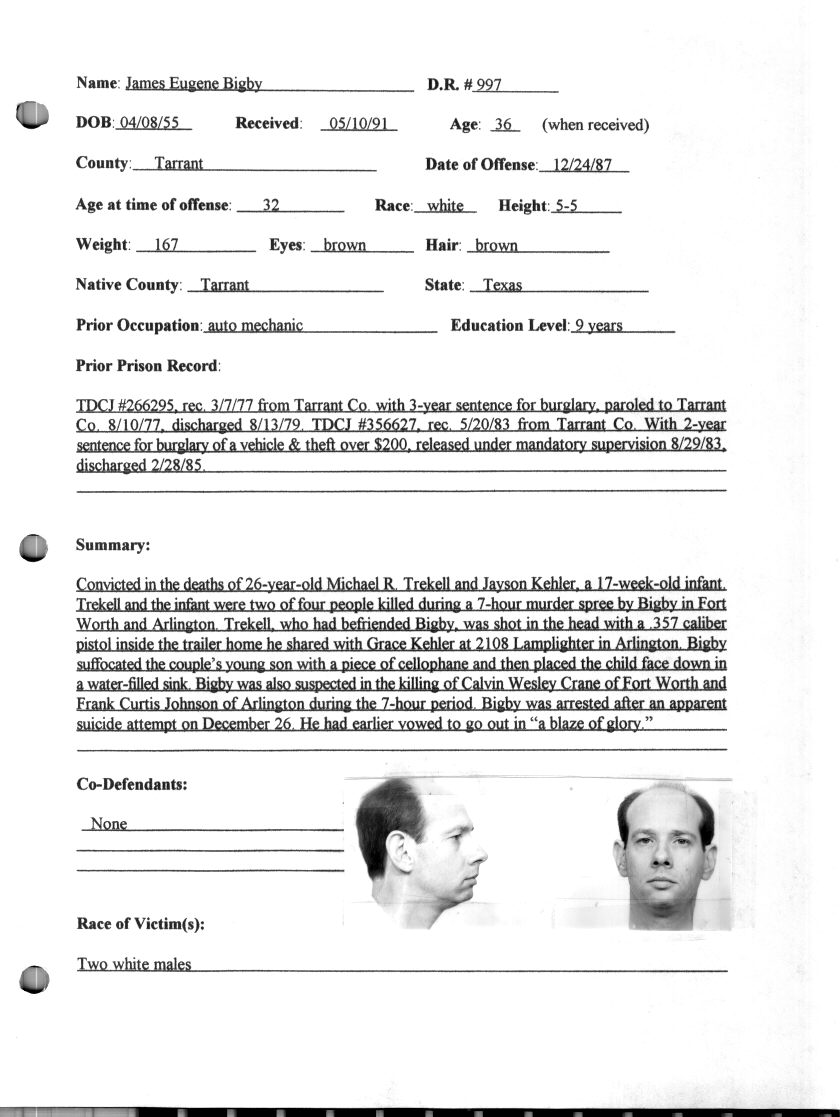 Name: James Eugene Bigby D.R. # 997
DOB: 04/08/55 Received: 05/10/91 Age: 36 (when received)
County: Tarrant Date of Offense: 12/24/87
Age at time of offense: 32 Race: white Height: 5-5
Weight: 167 Eyes: brown Hair: brown
Native County: Tarrant State: Texas
Prior Occupation: auto mechanic Education Level: 9 years
Prior Prison Record:
TDCJ #266295, rec. 3/7/77 from Tarrant Co. with 3-year sentence for burglary, paroled to Tarrant
Co. 8/10/77, discharged 8/13/79. TDCJ #356627, rec. 5/20/83 from Tarrant Co. With 2-year
sentence for burglary of a vehicle & theft over $200, released under mandatory supervision 8/29/83,
discharged 2/28/85.
Summary:
Convicted in the deaths of 26-year-old Michael R. Trekell and Jayson Kehler, a 17-week-old infant.
Trekell and the infant were two of four people killed during a 7-hour murder spree by Bigby in Fort
Worth and Arlington. Trekell, who had befriended Bigby, was shot in the head with a .357 caliber
pistol inside the trailer home he shared with Grace Kehler at 2108 Lamplighter in Arlington. Bigby
suffocated the couple's young son with a piece of cellophane and then placed the child face down in
a water-filled sink. Bigby was also suspected in the killing of Calvin Wesley Crane of Fort Worth and
Frank Curtis Johnson of Arlington during the 7-hour period. Bigby was arrested after an apparent
suicide attempt on December 26. He had earlier vowed to go out in "a blaze of glory."
Co-Defendants:
None
Race of Victim(s):
Two white males